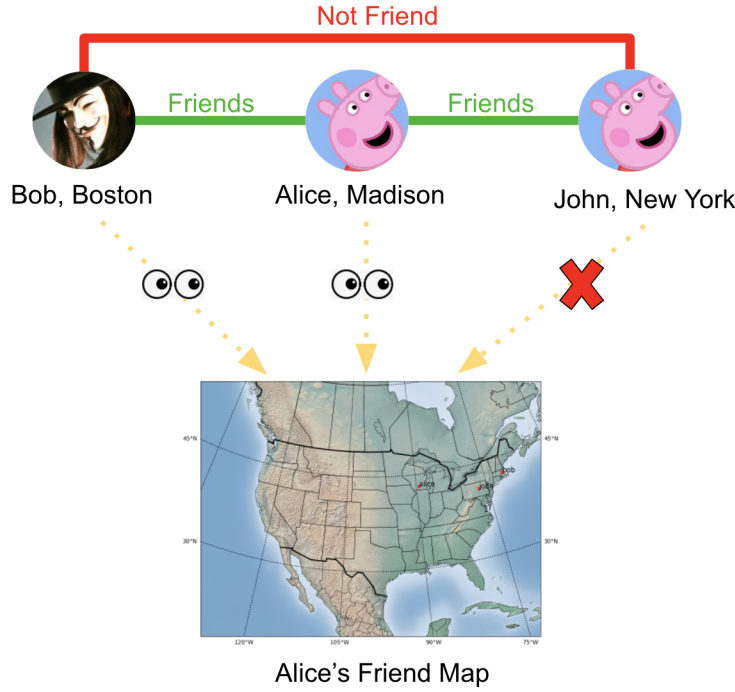 Not Friend
Friends
Friends
Bob, Boston
Alice, Madison
John, New York
45°N
45°N
bob
alice
30°N
30°N
120°W
105°W
90°W
75°W
Alice's Friend Map